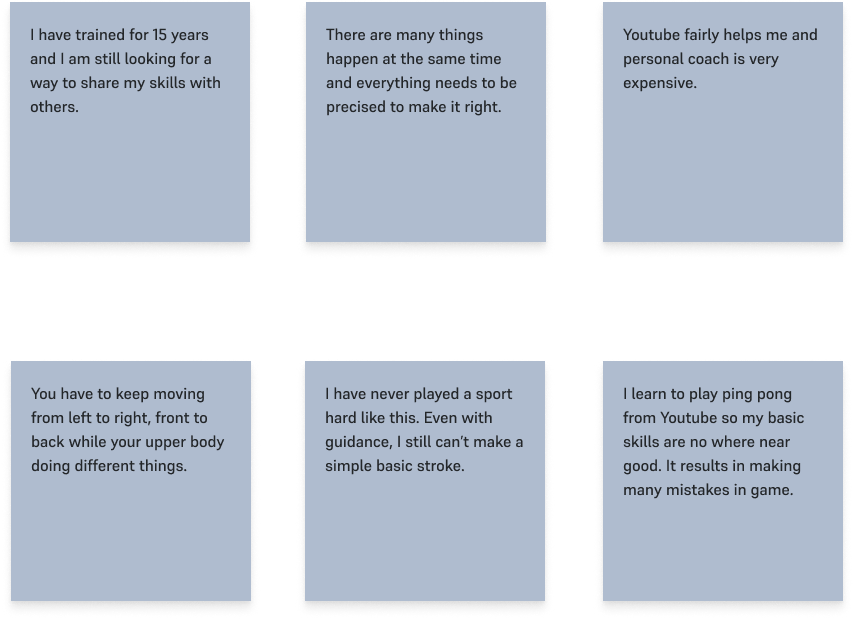 I have trained for 15 years
and I am still looking for a
way to share my skills with
others.
There are many things
happen at the same time
and everything needs to be
precised to make it right.
Youtube fairly helps me and
personal coach is very
expensive.
You have to keep moving
from left to right, front to
back while your upper body
doing different things.
I have never played a sport
hard like this. Even with
guidance, I still can’t make a
simple basic stroke.
I learn to play ping pong
from Youtube so my basic
skills are no where near
good. It results in making
many mistakes in game.